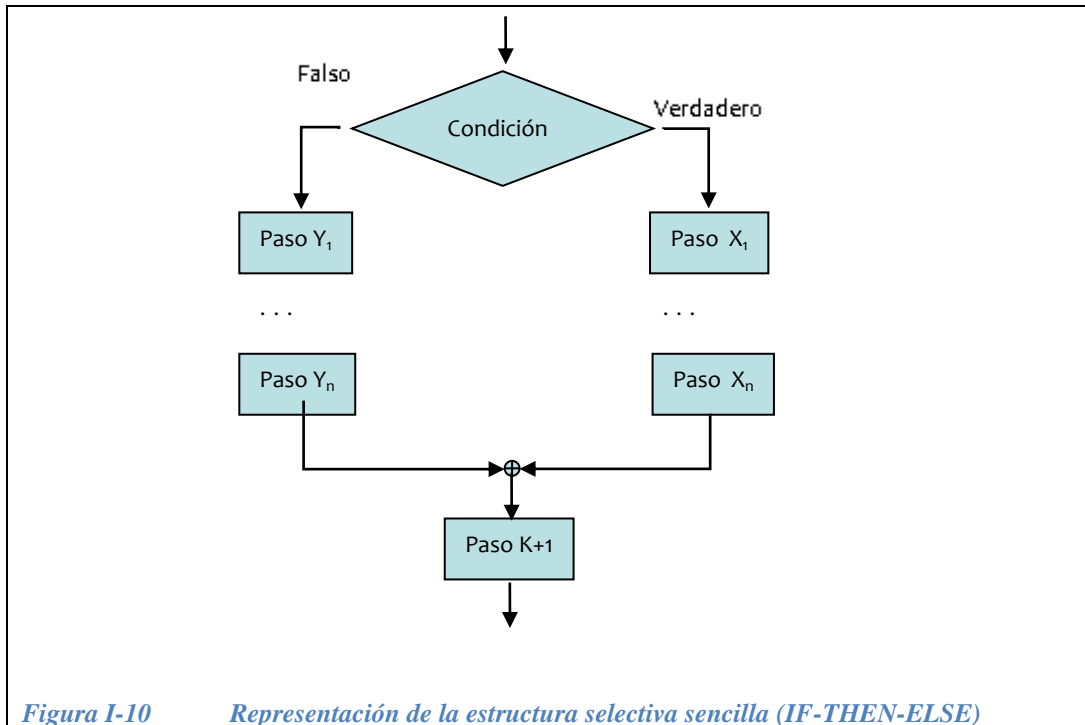 Falso
Verdadero
Condición
Paso Y₁
Paso X₁
. . .
. . .
Paso Yₙ
Paso Xₙ
Paso K+1
Figura I-10 Representación de la estructura selectiva sencilla (IF-THEN-ELSE)